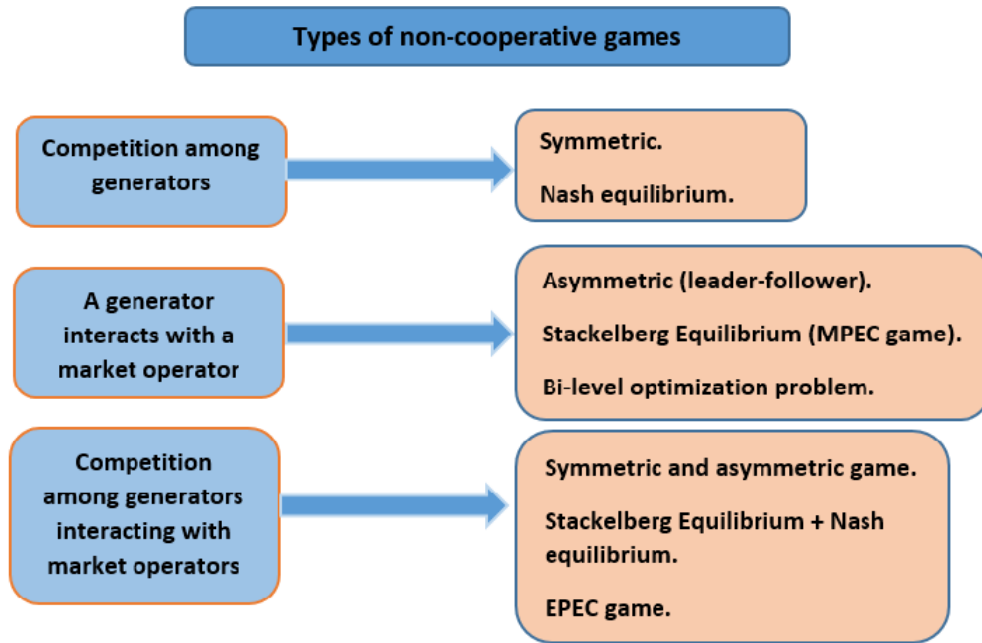 Types of non-cooperative games
Competition among
generators
Symmetric.
Nash equilibrium.
A generator
interacts with a
market operator
Asymmetric (leader-follower).
Stackelberg Equilibrium (MPEC game).
Bi-level optimization problem.
Competition
among generators
interacting with
market operators
Symmetric and asymmetric game.
Stackelberg Equilibrium + Nash
equilibrium.
EPEC game.